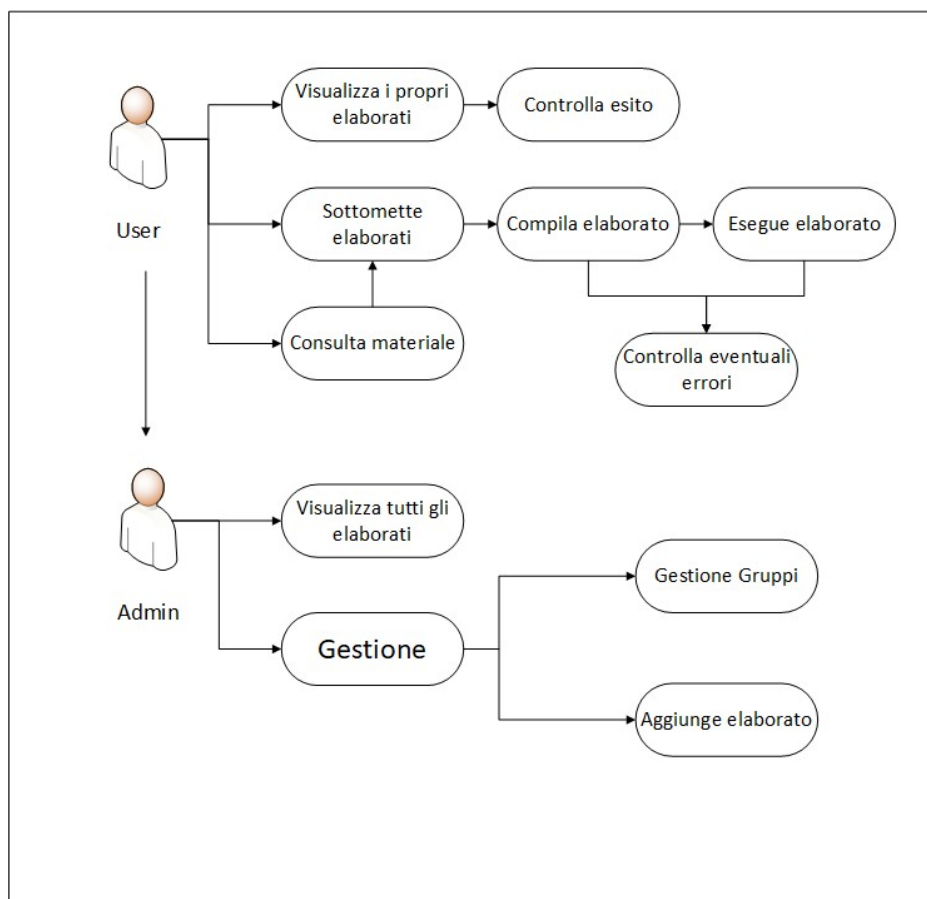 Visualizza i propri
elaborati
Controlla esito
User
Sottomette
elaborati
Compila elaborato
Esegue elaborato
Consulta materiale
Controlla eventuali
errori
Visualizza tutti gli
elaborati
Admin
Gestione Gruppi
Gestione
Aggiunge elaborato